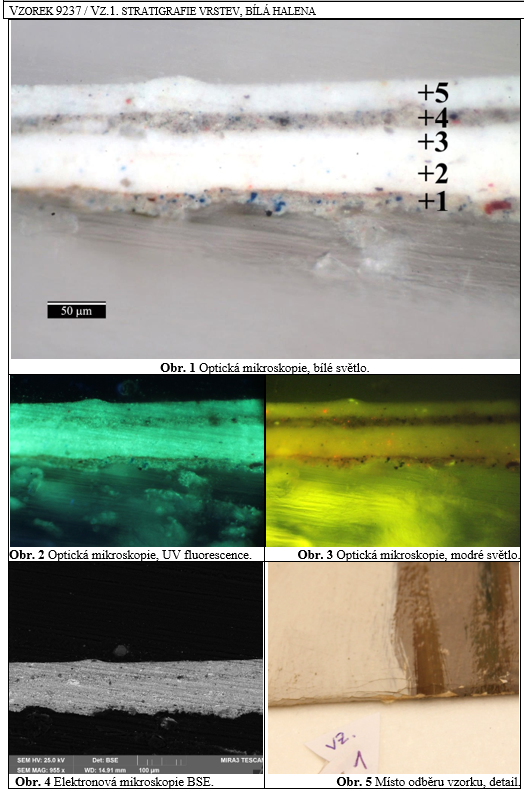 VZOREK 9237 / VZ.1. STRATIGRAFIE VRSTEV, BÍLÁ HALENA
+5
+4
+3
+2
+1
50 µm
Obr. 1 Optická mikroskopie, bílé světlo.
Obr. 2 Optická mikroskopie, UV fluorescence.
Obr. 3 Optická mikroskopie, modré světlo.
SEM HV: 25.0 kV Det: BSE MIRA3 TESCAN
SEM MAG: 955 x WD: 14.91 mm 100 µm
vz.
1
Obr. 4 Elektronová mikroskopie BSE.
Obr. 5 Místo odběru vzorku, detail.